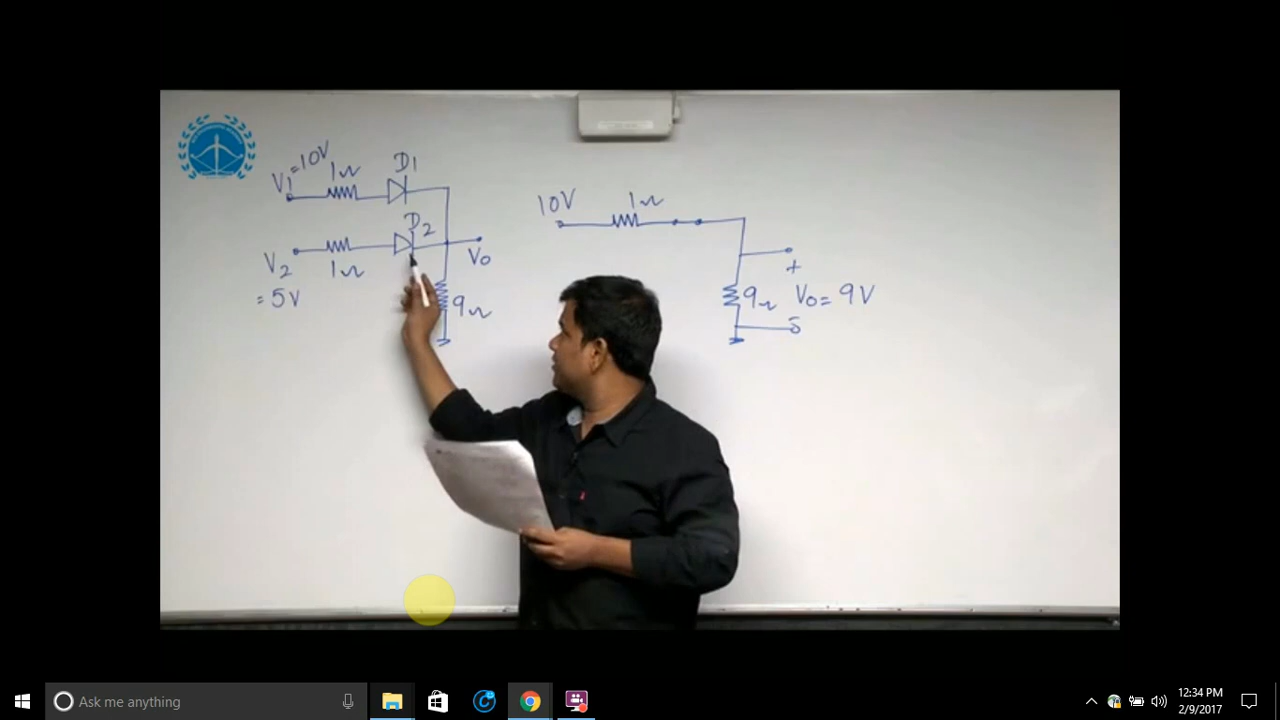 V1 = 10V
1Ω
D1
D2
V2
= 5V
1Ω
Vo
9Ω
10V
1Ω
+
9Ω Vo = 9V
-
Ask me anything
12:34 PM
2/9/2017